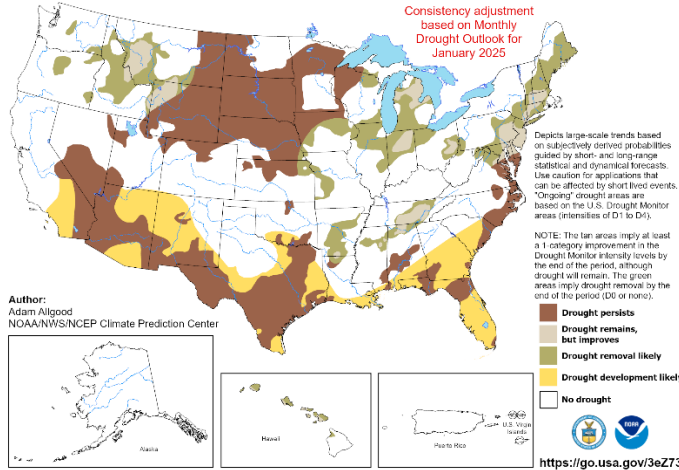 Consistency adjustment
based on Monthly
Drought Outlook for
January 2025
Depicts large-scale trends based
on subjectively derived probabilities
guided by short- and long-range
statistical and dynamical forecasts.
Use caution for applications that
can be affected by short lived events.
"Ongoing" drought areas are
based on the U.S. Drought Monitor
areas (intensities of D1 to D4).
NOTE: The tan areas imply at least
a 1-category improvement in the
Drought Monitor intensity levels by
the end of the period, although
drought will remain. The green
areas imply drought removal by the
end of the period (D0 or none).
Author:
Adam Allgood
NOAA/NWS/NCEP Climate Prediction Center
Drought persists
Drought remains,
but improves
Drought removal likely
Drought development likely
No drought
Alaska
Hawaii
Puerto Rico
U.S. Virgin
Islands
NOAA
https://go.usa.gov/3eZ73